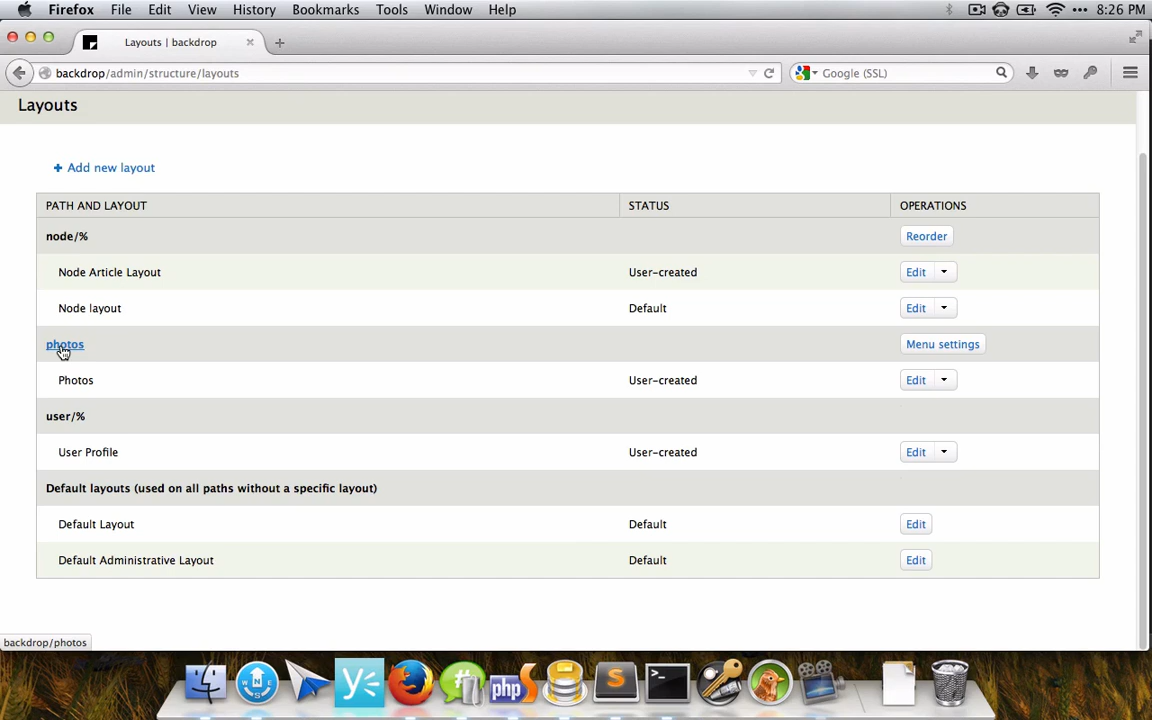 Firefox File Edit View History Bookmarks Tools Window Help 8:26 PM
Layouts | backdrop
backdrop/admin/structure/layouts Google (SSL)
Layouts
+ Add new layout
PATH AND LAYOUT STATUS OPERATIONS
node/% Reorder
Node Article Layout User-created Edit
Node layout Default Edit
photos Menu settings
Photos User-created Edit
user/%
User Profile User-created Edit
Default layouts (used on all paths without a specific layout)
Default Layout Default Edit
Default Administrative Layout Default Edit
backdrop/photos
php